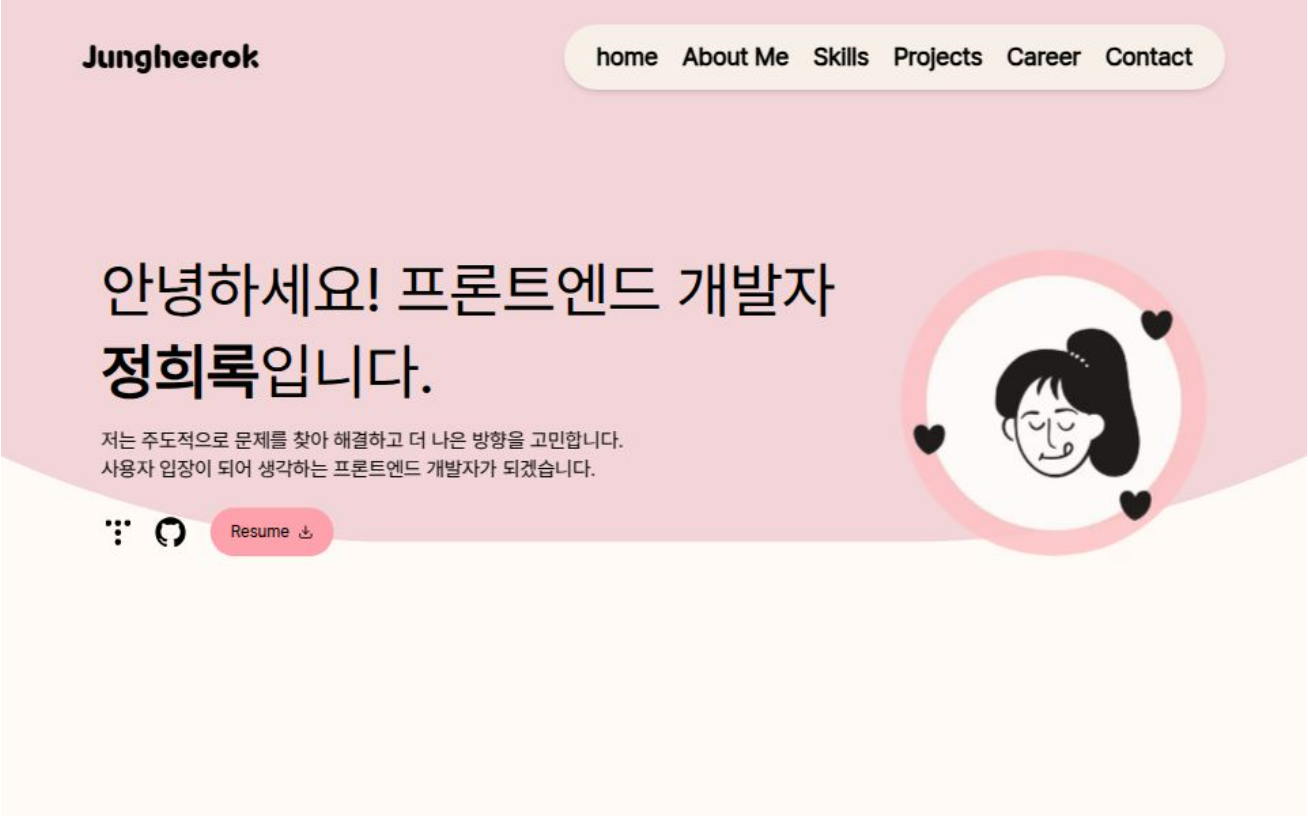 Jungheerok
home About Me Skills Projects Career Contact
안녕하세요! 프론트엔드 개발자
정희록입니다.
저는 주도적으로 문제를 찾아 해결하고 더 나은 방향을 고민합니다.
사용자 입장이 되어 생각하는 프론트엔드 개발자가 되겠습니다.
Resume